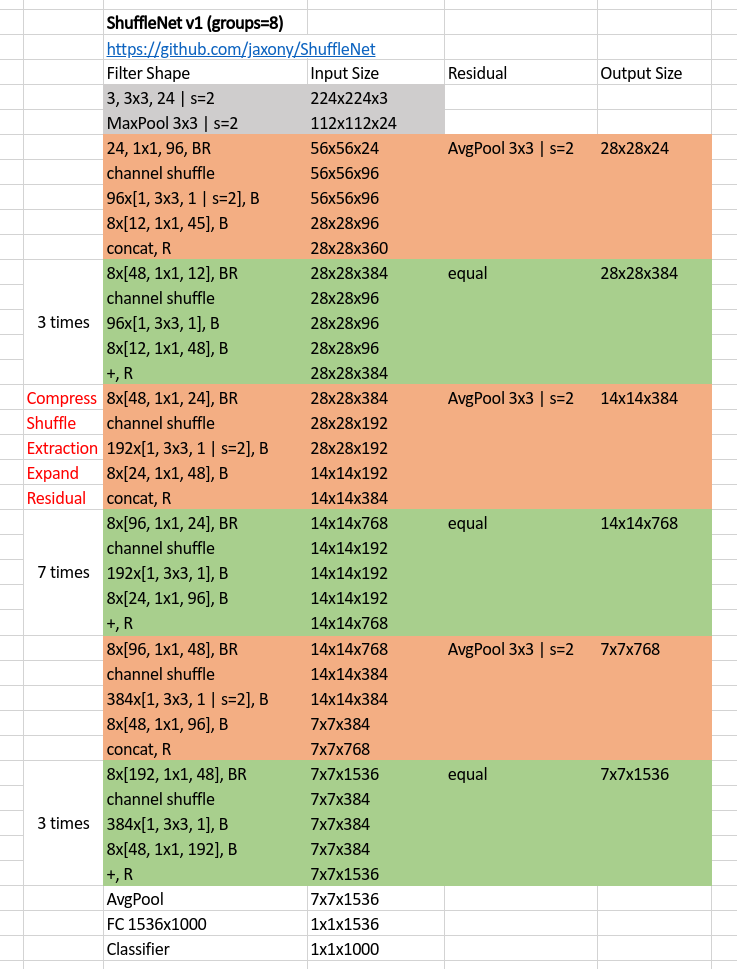 ShuffleNet v1 (groups=8)
https://github.com/jaxony/ShuffleNet
Filter Shape Input Size Residual Output Size
3, 3x3, 24 | s=2 224x224x3
MaxPool 3x3 | s=2 112x112x24
24, 1x1, 96, BR 56x56x24 AvgPool 3x3 | s=2 28x28x24
channel shuffle 56x56x96
96x[1, 3x3, 1 | s=2], B 56x56x96
8x[12, 1x1, 45], B 28x28x96
concat, R 28x28x360
8x[48, 1x1, 12], BR 28x28x384 equal 28x28x384
channel shuffle 28x28x96
3 times 96x[1, 3x3, 1], B 28x28x96
8x[12, 1x1, 48], B 28x28x96
+, R 28x28x384
Compress 8x[48, 1x1, 24], BR 28x28x384 AvgPool 3x3 | s=2 14x14x384
Shuffle channel shuffle 28x28x192
Extraction 192x[1, 3x3, 1 | s=2], B 28x28x192
Expand 8x[24, 1x1, 48], B 14x14x192
Residual concat, R 14x14x384
8x[96, 1x1, 24], BR 14x14x768 equal 14x14x768
channel shuffle 14x14x192
7 times 192x[1, 3x3, 1], B 14x14x192
8x[24, 1x1, 96], B 14x14x192
+, R 14x14x768
8x[96, 1x1, 48], BR 14x14x768 AvgPool 3x3 | s=2 7x7x768
channel shuffle 14x14x384
384x[1, 3x3, 1 | s=2], B 14x14x384
8x[48, 1x1, 96], B 7x7x384
concat, R 7x7x768
8x[192, 1x1, 48], BR 7x7x1536 equal 7x7x1536
channel shuffle 7x7x384
3 times 384x[1, 3x3, 1], B 7x7x384
8x[48, 1x1, 192], B 7x7x384
+, R 7x7x1536
AvgPool 7x7x1536
FC 1536x1000 1x1x1536
Classifier 1x1x1000